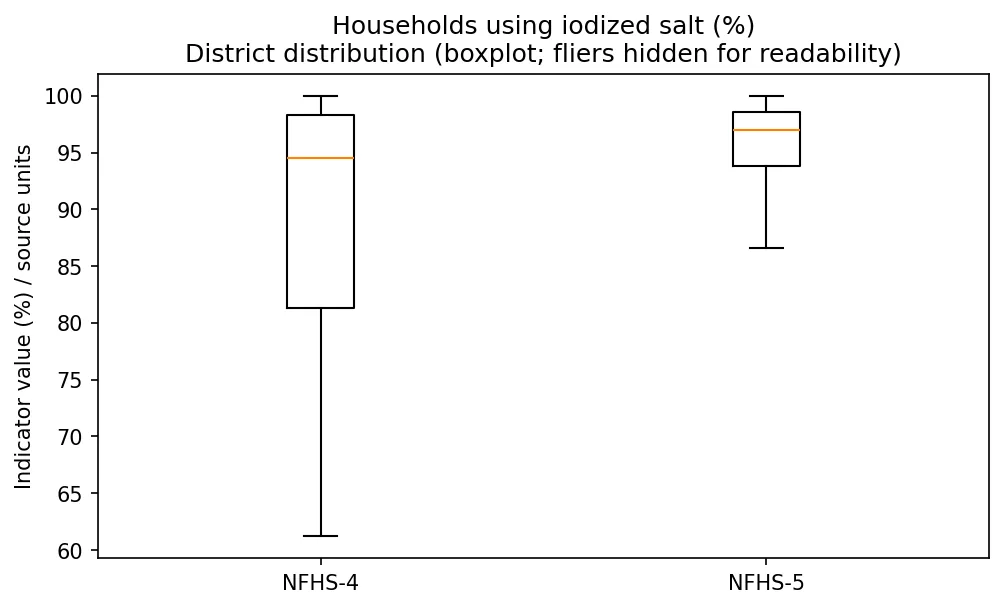 Households using iodized salt (%)
District distribution (boxplot; fliers hidden for readability)
Indicator value (%) / source units
100
95
90
85
80
75
70
65
60
NFHS-4
NFHS-5